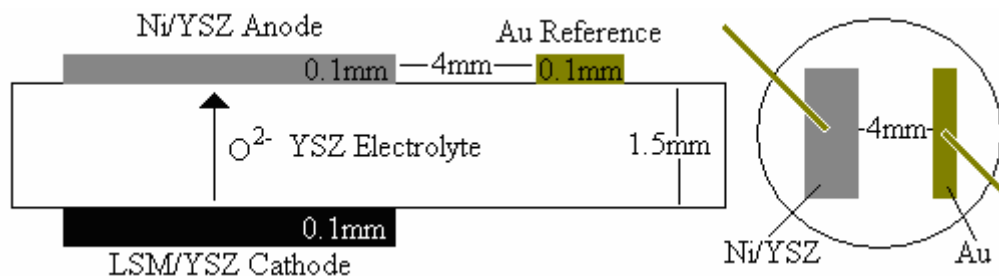 Ni/YSZ Anode
Au Reference
0.1mm
4mm
0.1mm
O²⁻ YSZ Electrolyte
1.5mm
0.1mm
LSM/YSZ Cathode
4mm
Ni/YSZ
Au